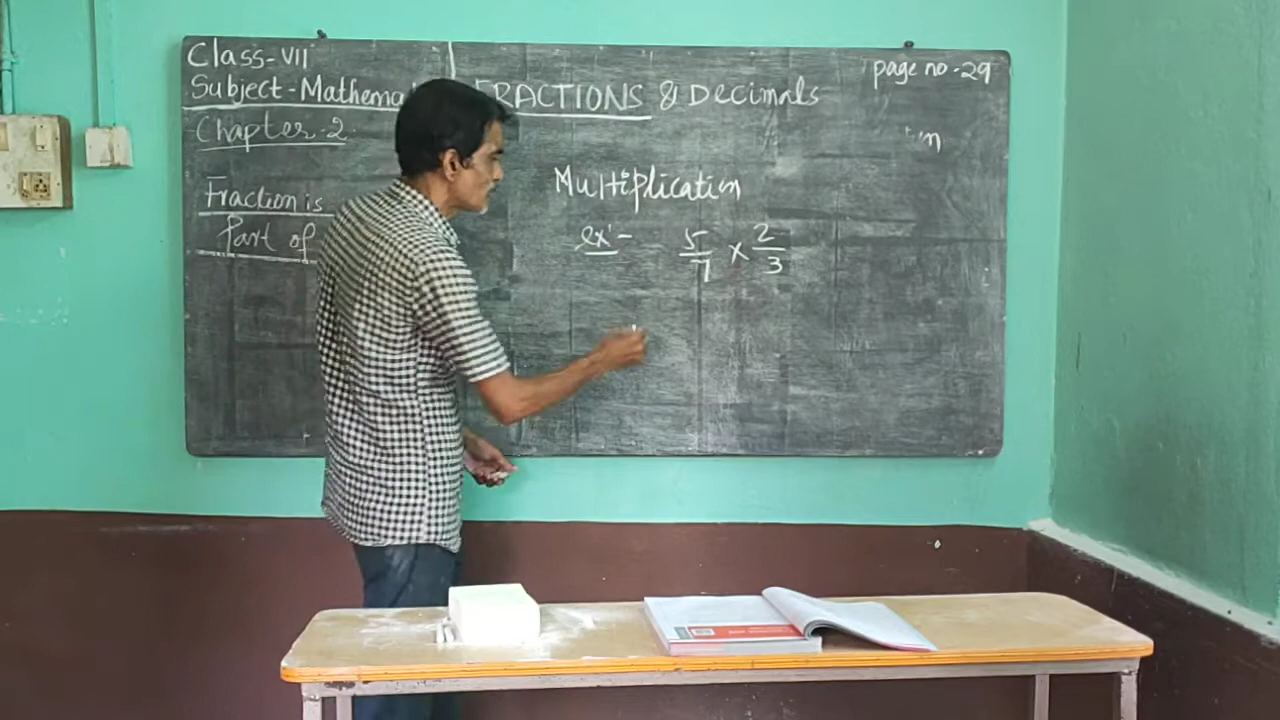 Class-VII
page no-29
Subject-Mathema
FRACTIONS & Decimals
Chapter-2
Fraction is
Part of
Multiplication
ex:- 5/7 × 2/3